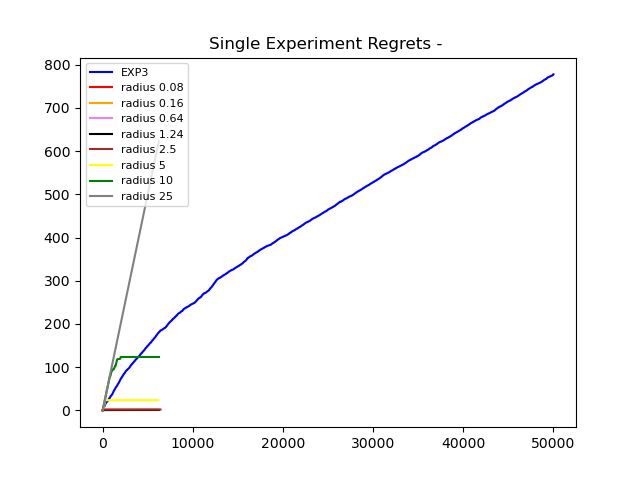 Single Experiment Regrets -
800
700
600
500
400
300
200
100
0
EXP3
radius 0.08
radius 0.16
radius 0.64
radius 1.24
radius 2.5
radius 5
radius 10
radius 25
0 10000 20000 30000 40000 50000